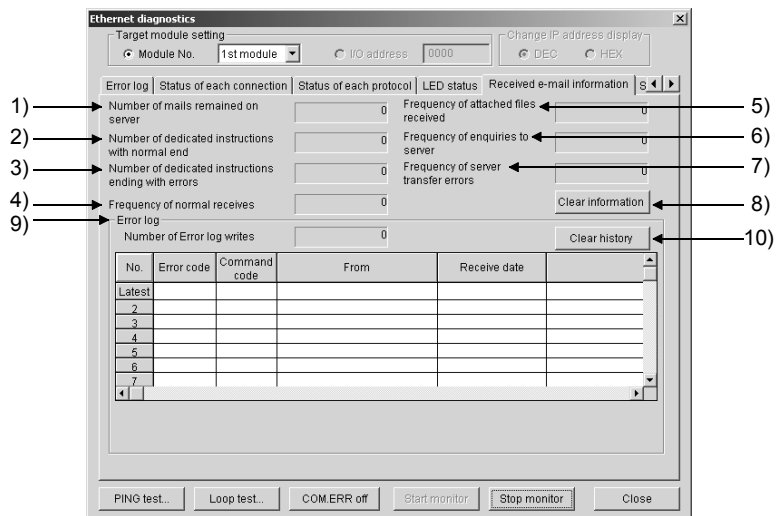 Ethernet diagnostics
Target module setting
Module No.
1st module
I/O address
0000
Change IP address display
DEC
HEX
Error log
Status of each connection
Status of each protocol
LED status
Received e-mail information
S
1)
Number of mails remained on
server
0
2)
Number of dedicated instructions
with normal end
0
3)
Number of dedicated instructions
ending with errors
0
4)
Frequency of normal receives
0
Frequency of attached files
received
0
5)
Frequency of enquiries to
server
0
6)
Frequency of server
transfer errors
0
7)
Clear information
8)
9)
Error log
Number of Error log writes
0
Clear history
10)
No.
Error code
Command
code
From
Receive date
Latest
2
3
4
5
6
7
PING test...
Loop test...
COM.ERR off
Start monitor
Stop monitor
Close